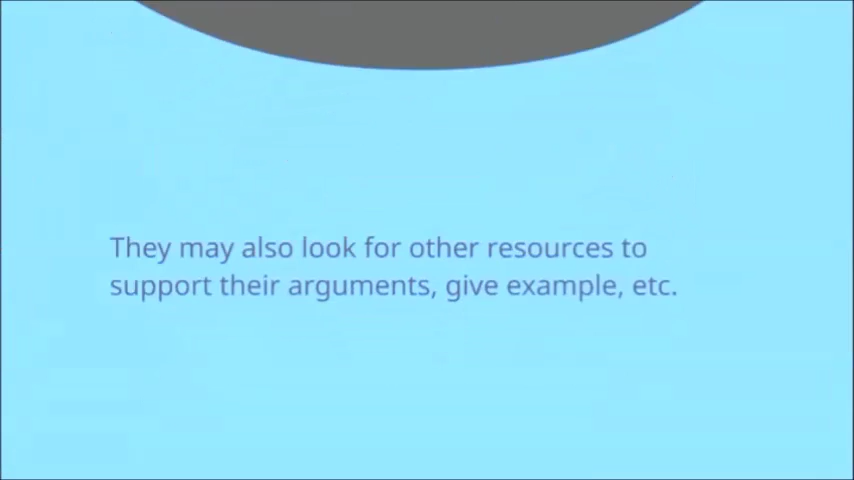 They may also look for other resources to
support their arguments, give example, etc.